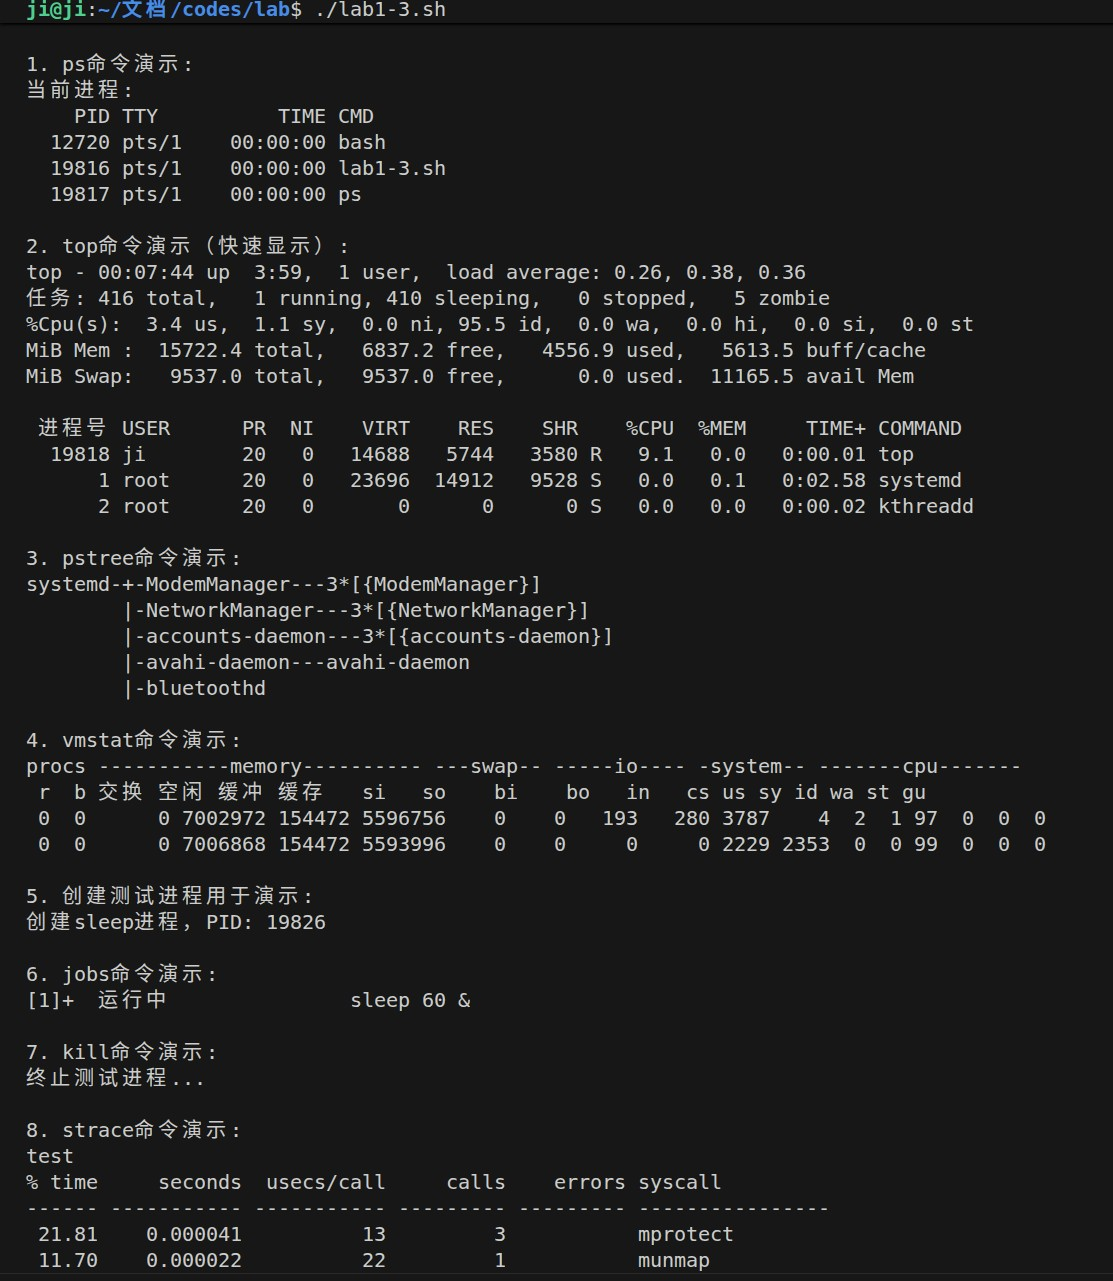 ji@ji:~/文档/codes/lab$ ./lab1-3.sh
1. ps命令演示:
当前进程:
    PID TTY          TIME CMD
  12720 pts/1    00:00:00 bash
  19816 pts/1    00:00:00 lab1-3.sh
  19817 pts/1    00:00:00 ps
2. top命令演示（快速显示）:
top - 00:07:44 up  3:59,  1 user,  load average: 0.26, 0.38, 0.36
任务: 416 total,   1 running, 410 sleeping,   0 stopped,   5 zombie
%Cpu(s):  3.4 us,  1.1 sy,  0.0 ni, 95.5 id,  0.0 wa,  0.0 hi,  0.0 si,  0.0 st
MiB Mem :  15722.4 total,   6837.2 free,   4556.9 used,   5613.5 buff/cache
MiB Swap:   9537.0 total,   9537.0 free,      0.0 used.  11165.5 avail Mem
 进程号 USER      PR  NI    VIRT    RES    SHR    %CPU  %MEM     TIME+ COMMAND
  19818 ji        20   0   14688   5744   3580 R   9.1   0.0   0:00.01 top
      1 root      20   0   23696  14912   9528 S   0.0   0.1   0:02.58 systemd
      2 root      20   0       0      0      0 S   0.0   0.0   0:00.02 kthreadd
3. pstree命令演示:
systemd-+-ModemManager---3*[{ModemManager}]
        |-NetworkManager---3*[{NetworkManager}]
        |-accounts-daemon---3*[{accounts-daemon}]
        |-avahi-daemon---avahi-daemon
        |-bluetoothd
4. vmstat命令演示:
procs -----------memory---------- ---swap-- -----io---- -system-- -------cpu-------
 r  b 交换 空闲 缓冲 缓存   si   so    bi    bo   in   cs us sy id wa st gu
 0  0      0 7002972 154472 5596756    0    0   193   280 3787    4  2  1 97  0  0  0
 0  0      0 7006868 154472 5593996    0    0     0     0 2229 2353  0  0 99  0  0  0
5. 创建测试进程用于演示:
创建sleep进程，PID: 19826
6. jobs命令演示:
[1]+  运行中               sleep 60 &
7. kill命令演示:
终止测试进程...
8. strace命令演示:
test
% time     seconds  usecs/call     calls    errors syscall
------ ----------- ----------- --------- --------- ----------------
 21.81    0.000041          13         3           mprotect
 11.70    0.000022          22         1           munmap